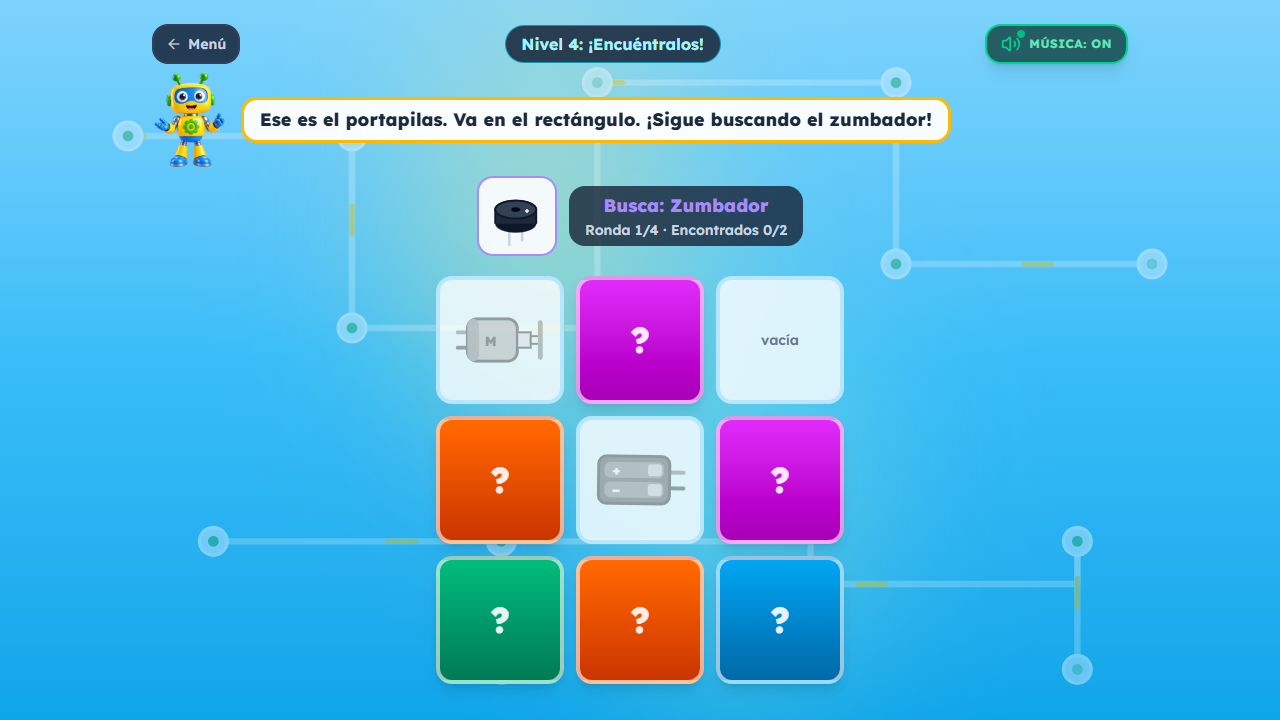 Menú
Nivel 4: ¡Encuéntralos!
MÚSICA: ON
Ese es el portapilas. Va en el rectángulo. ¡Sigue buscando el zumbador!
Busca: Zumbador
Ronda 1/4 · Encontrados 0/2
M
?
vacía
?
+
−
?
?
?
?